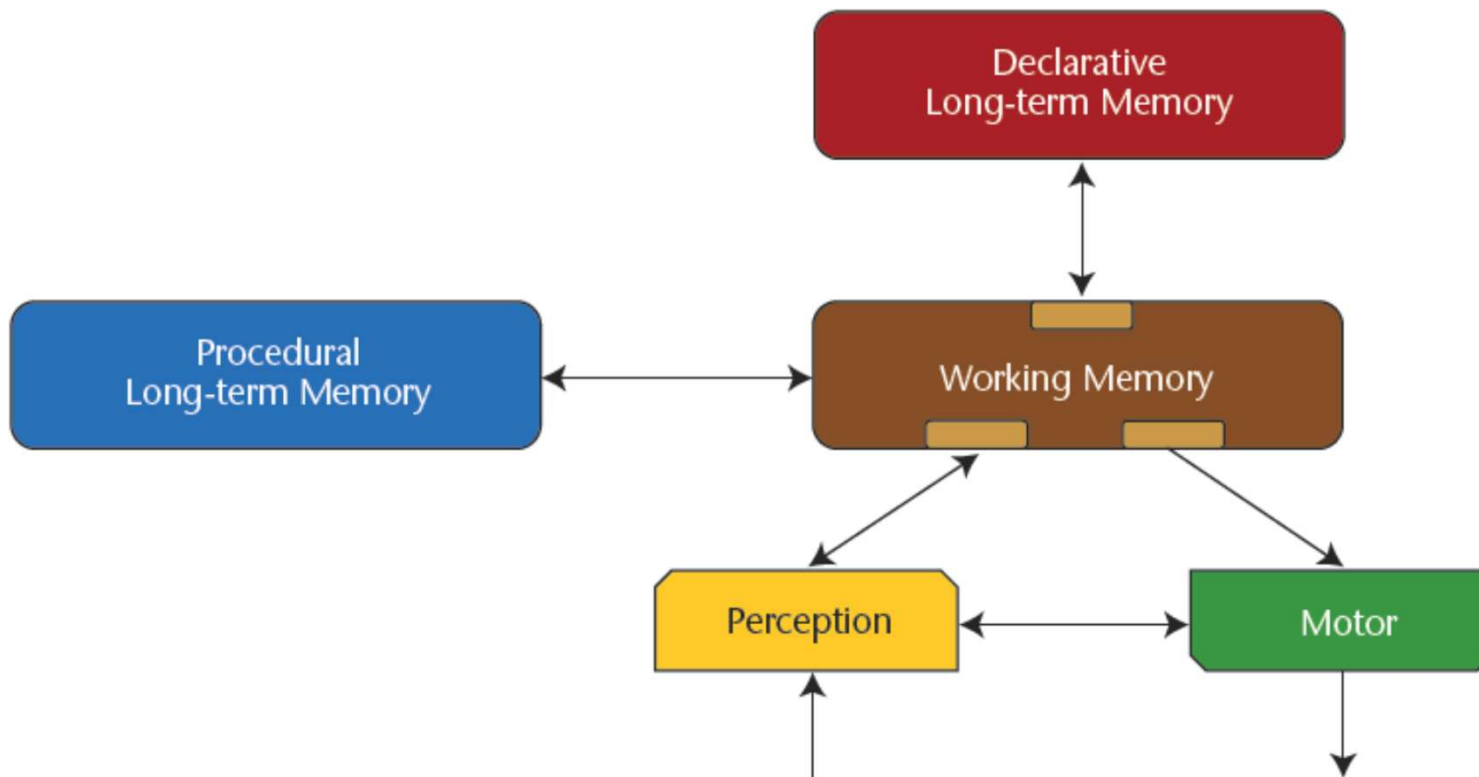 Declarative
Long-term Memory
Procedural
Long-term Memory
Working Memory
Perception
Motor